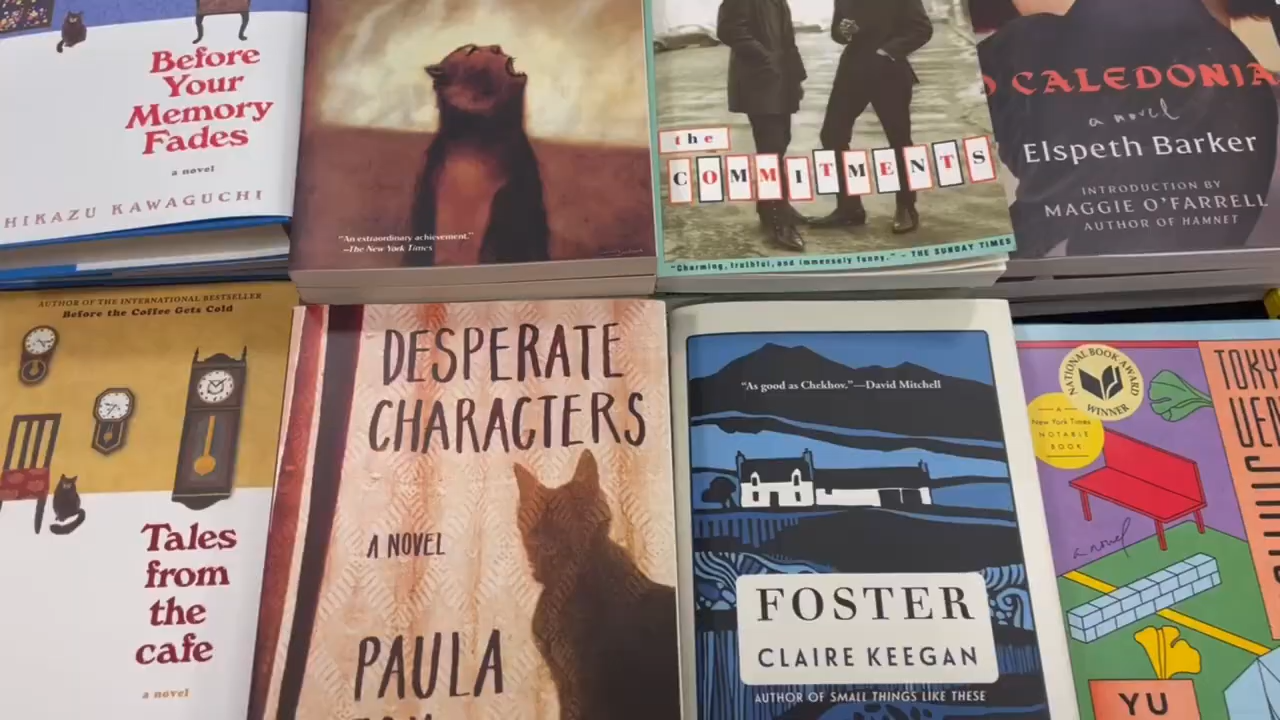 Before
Your
Memory
Fades
a novel
HIKAZU KAWAGUCHI
"An extraordinary achievement."
—The New York Times
the
COMMITMENTS
"Charming, truthful, and immensely funny." - THE SUNDAY TIMES
O CALEDONIA
a novel
Elspeth Barker
INTRODUCTION BY
MAGGIE O'FARRELL
AUTHOR OF HAMNET
AUTHOR OF THE INTERNATIONAL BESTSELLER
Before the Coffee Gets Cold
Tales
from
the
cafe
a novel
DESPERATE
CHARACTERS
A NOVEL
PAULA
"As good as Chekhov."—David Mitchell
FOSTER
CLAIRE KEEGAN
AUTHOR OF SMALL THINGS LIKE THESE
NATIONAL BOOK AWARD
WINNER
A
New York Times
NOTABLE
BOOK
TOKY
UEN
a novel
YU